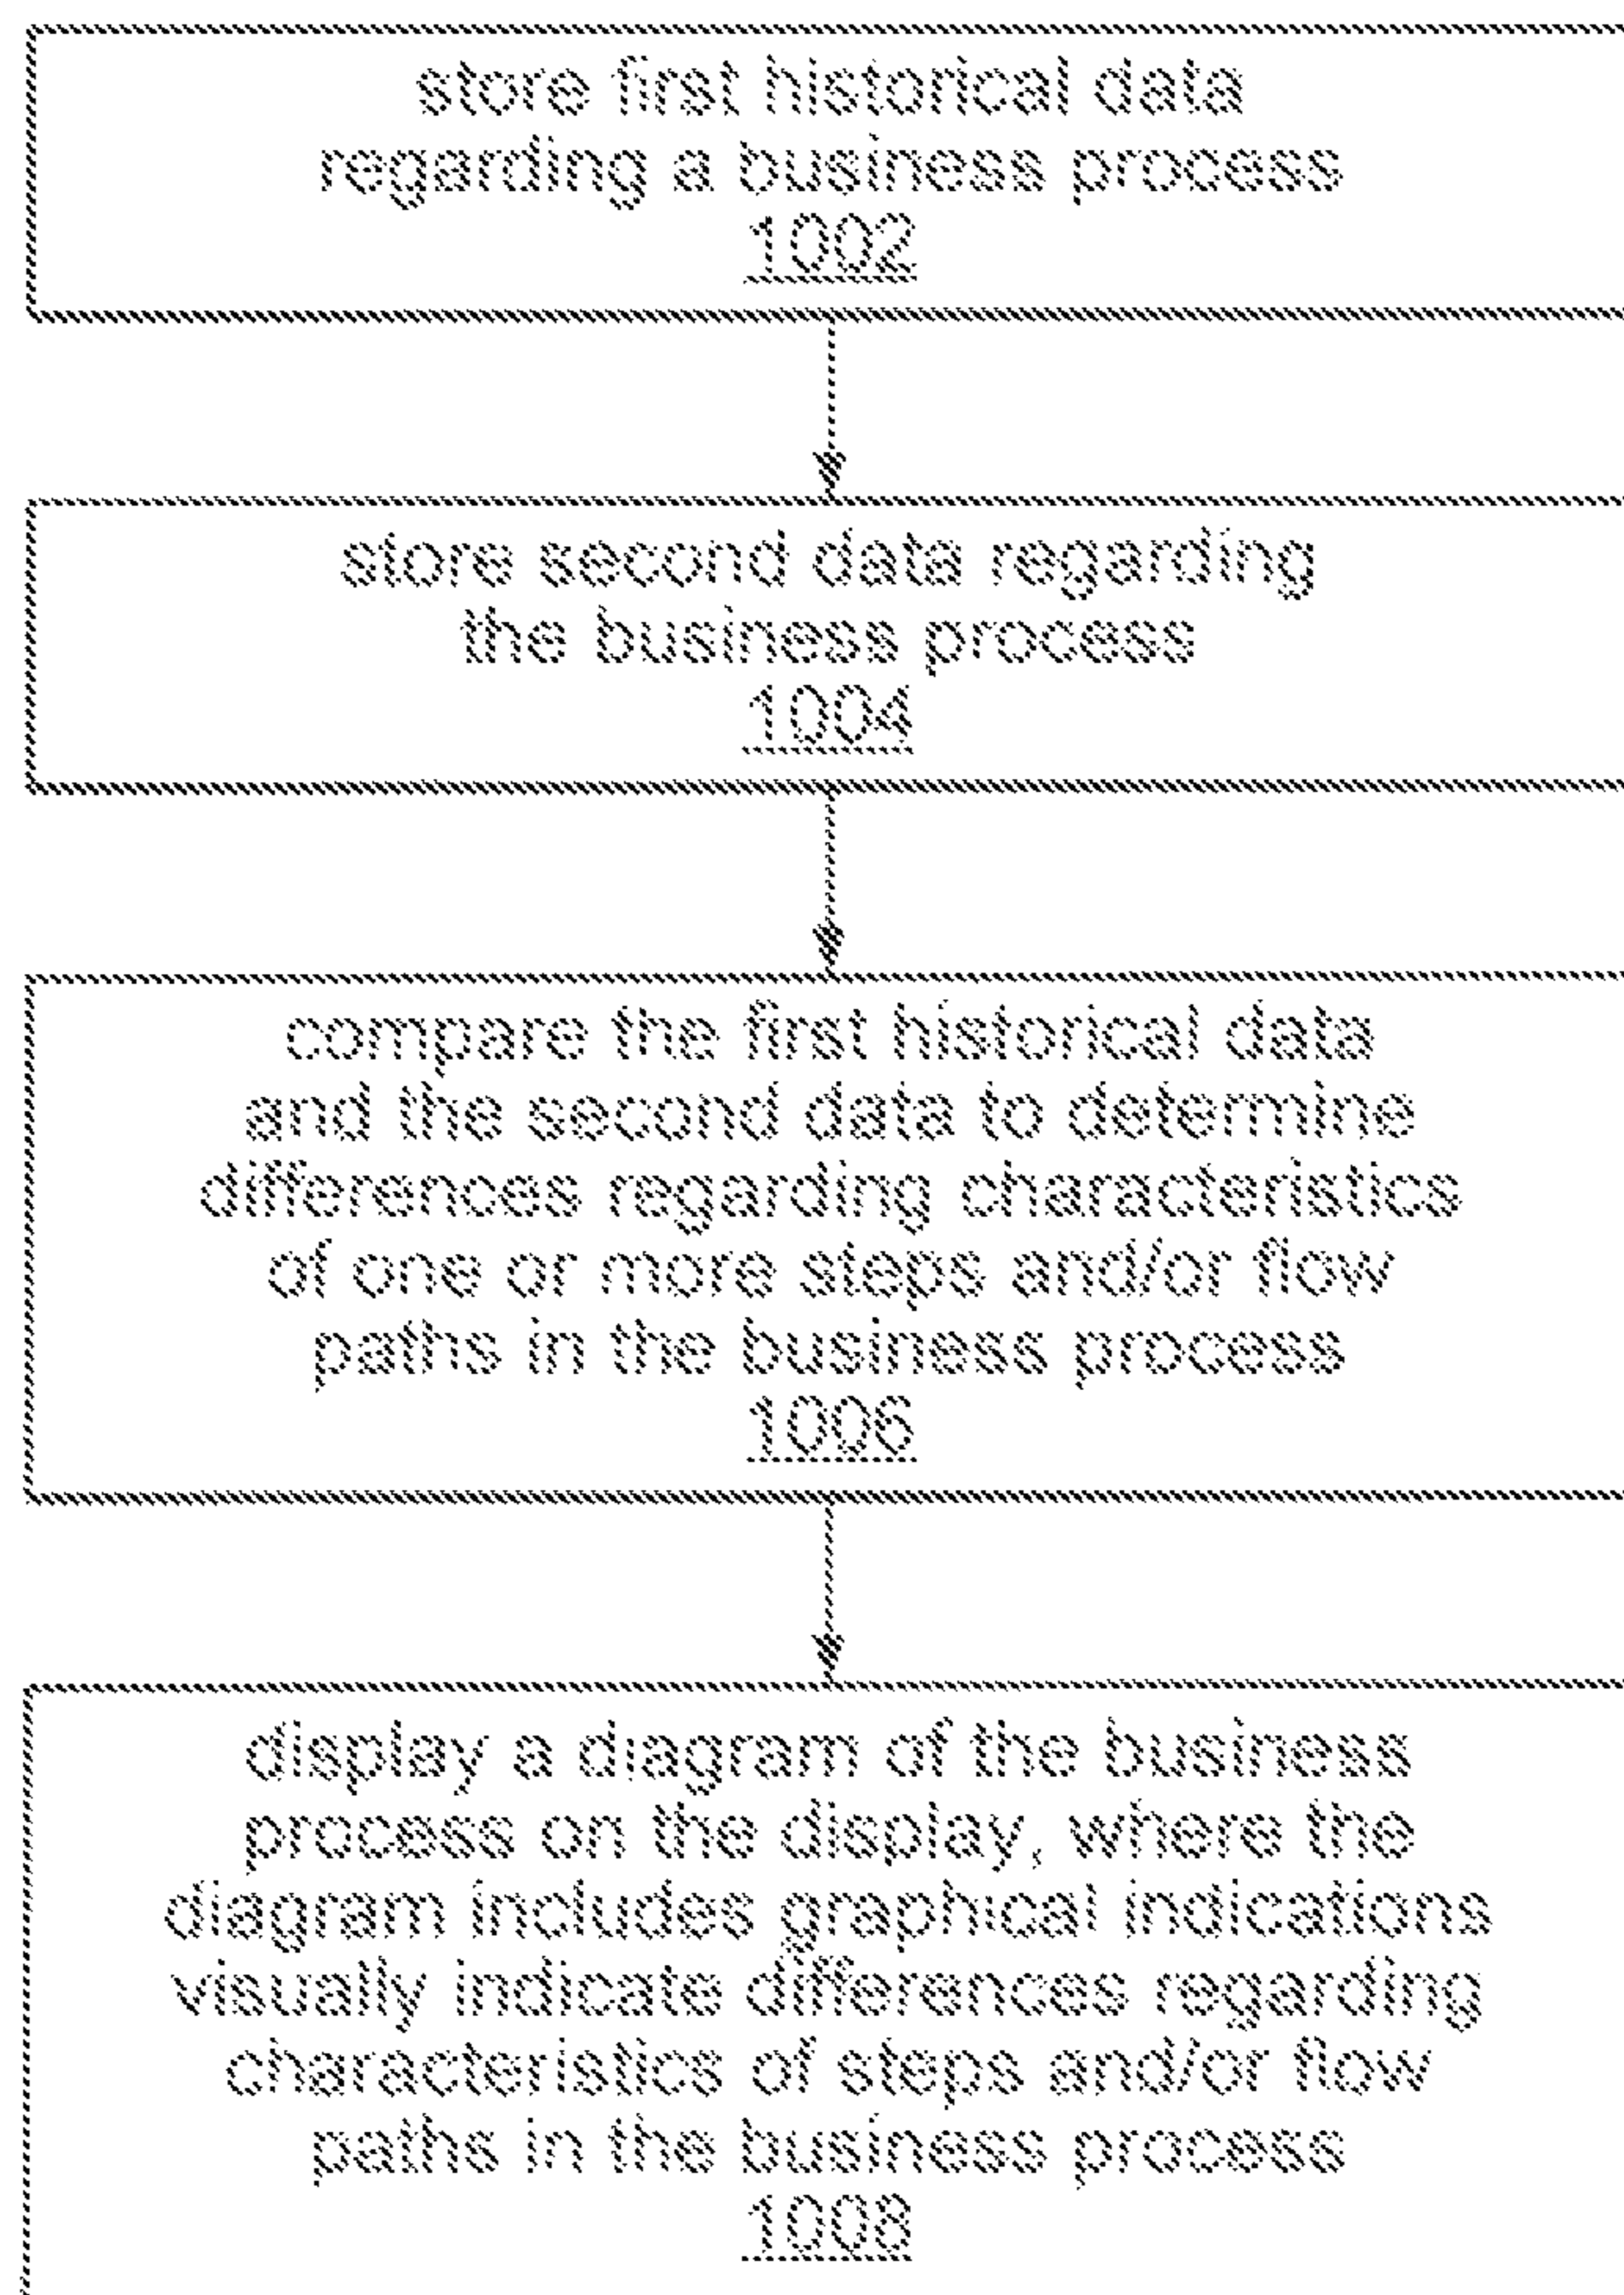 store first historical data
regarding a business process
1002
store second data regarding
the business process
1004
compare the first historical data
and the second data to determine
differences regarding characteristics
of one or more steps and/or flow
paths in the business process
1006
display a diagram of the business
process on the display, where the
diagram includes graphical indications
visually indicate differences regarding
characteristics of steps and/or flow
paths in the business process
1008